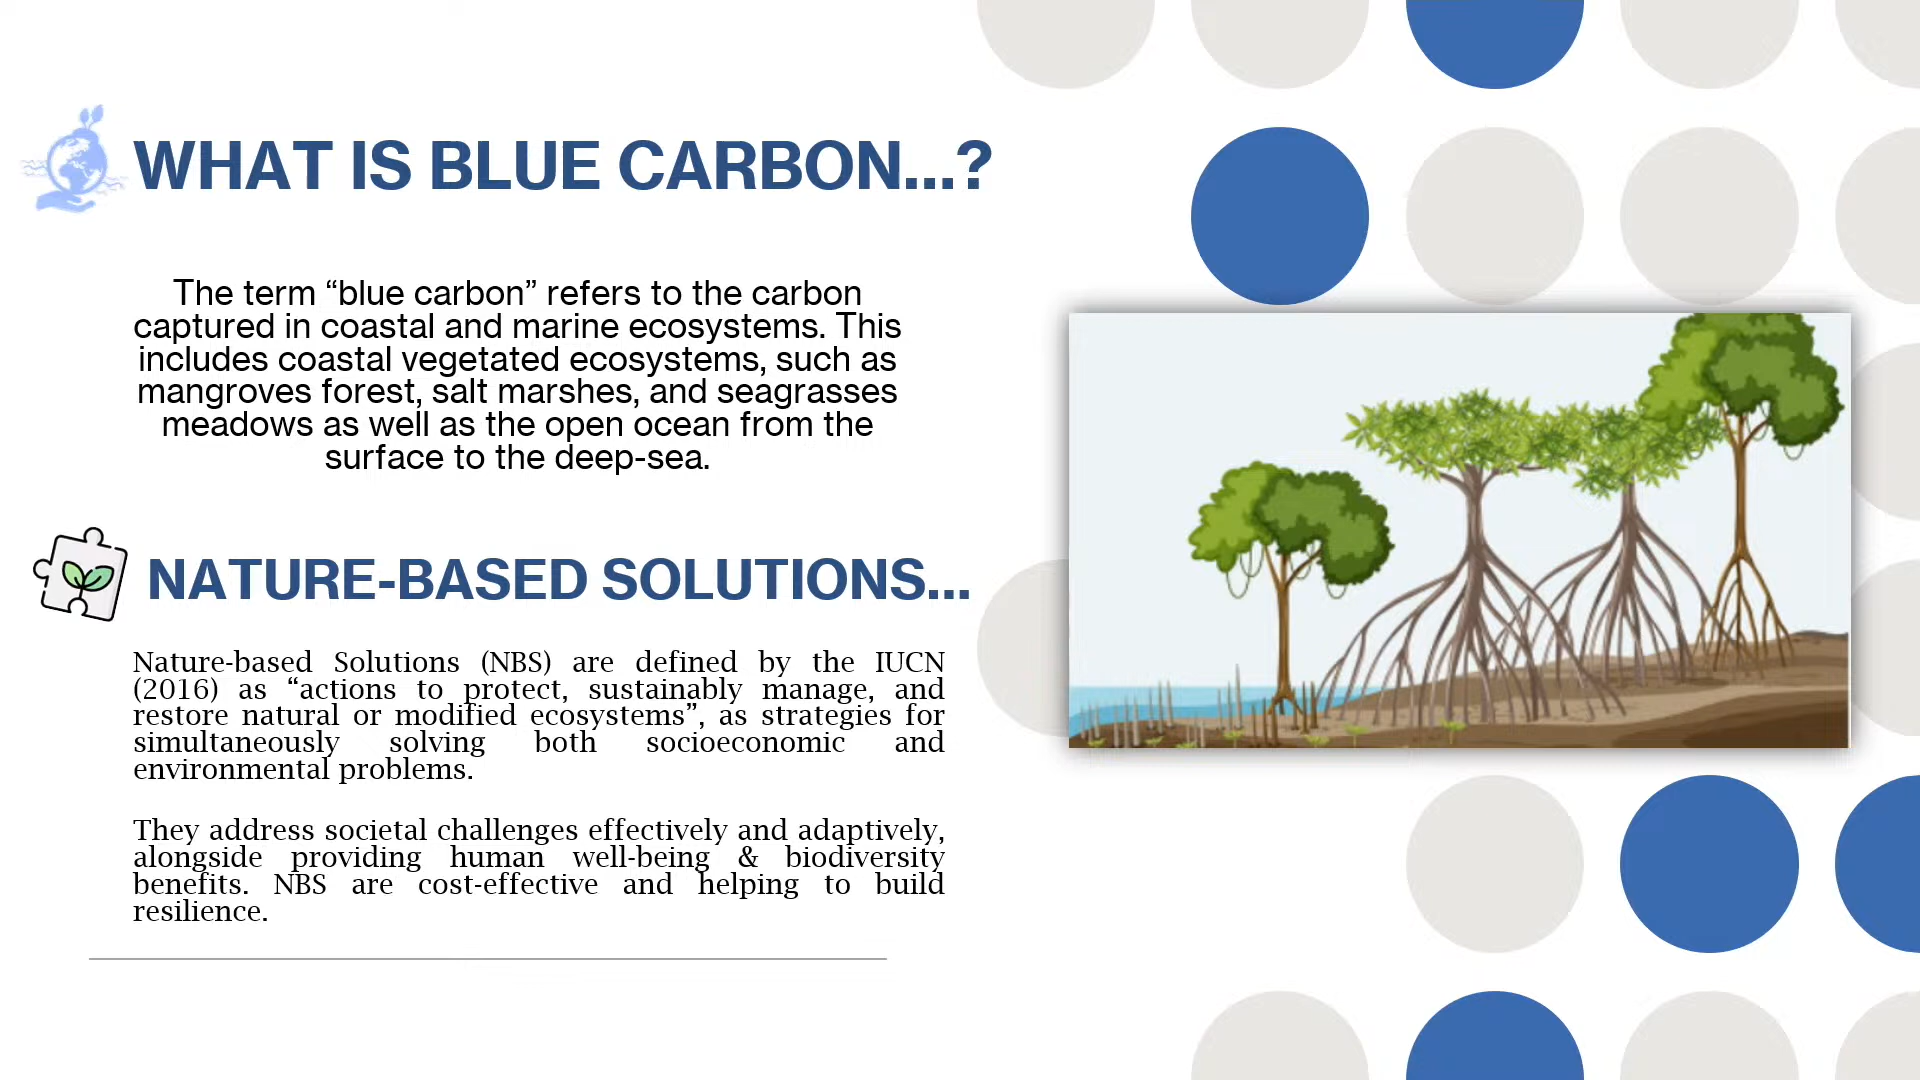 WHAT IS BLUE CARBON...?
The term “blue carbon” refers to the carbon
captured in coastal and marine ecosystems. This
includes coastal vegetated ecosystems, such as
mangroves forest, salt marshes, and seagrasses
meadows as well as the open ocean from the
surface to the deep-sea.
NATURE-BASED SOLUTIONS...
Nature-based Solutions (NBS) are defined by the IUCN
(2016) as “actions to protect, sustainably manage, and
restore natural or modified ecosystems”, as strategies for
simultaneously solving both socioeconomic and
environmental problems.
They address societal challenges effectively and adaptively,
alongside providing human well-being & biodiversity
benefits. NBS are cost-effective and helping to build
resilience.